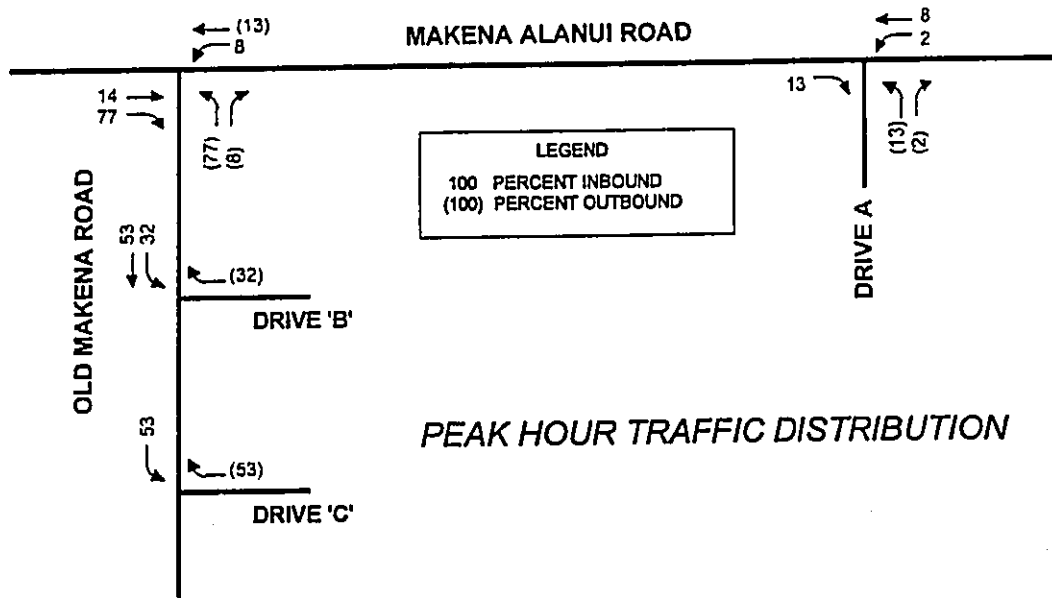 (13)
8
MAKENA ALANUI ROAD
8
2
14
77
(77)
(8)
13
(13)
(2)
LEGEND
100 PERCENT INBOUND
(100) PERCENT OUTBOUND
OLD MAKENA ROAD
DRIVE A
53
32
(32)
DRIVE 'B'
53
(53)
DRIVE 'C'
PEAK HOUR TRAFFIC DISTRIBUTION